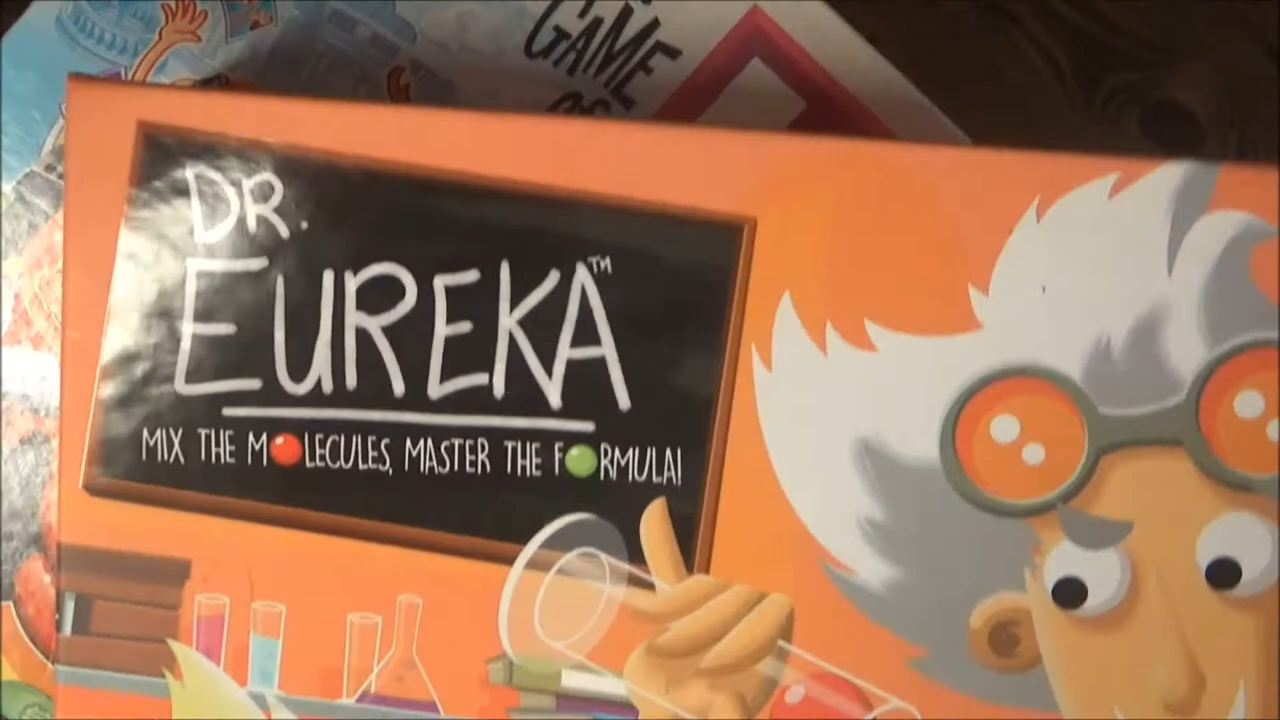 GAME
DR.
EUREKA™
MIX THE MOLECULES, MASTER THE FORMULA!